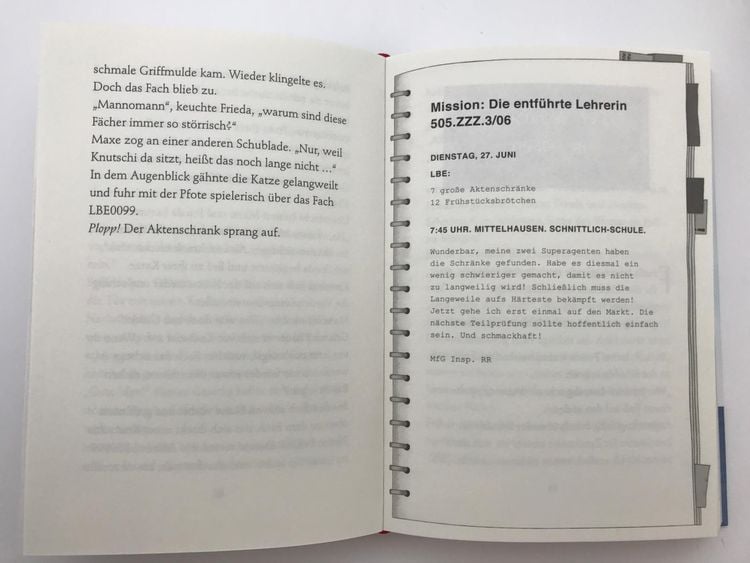 schmale Griffmulde kam. Wieder klingelte es.
Doch das Fach blieb zu.
„Mannomann“, keuchte Frieda, „warum sind diese
Fächer immer so störrisch?“
Maxe zog an einer anderen Schublade. „Nur, weil
Knutschi da sitzt, heißt das noch lange nicht …“
In dem Augenblick gähnte die Katze gelangweilt
und fuhr mit der Pfote spielerisch über das Fach
LBE0099.
Plopp! Der Aktenschrank sprang auf.
Mission: Die entführte Lehrerin
505.ZZZ.3/06
DIENSTAG, 27. JUNI
LBE:
7 große Aktenschränke
12 Frühstücksbrötchen
7:45 UHR. MITTELHAUSEN. SCHNITTLICH-SCHULE.
Wunderbar, meine zwei Superagenten haben
die Schränke gefunden. Habe es diesmal ein
wenig schwieriger gemacht, damit es nicht
zu langweilig wird! Schließlich muss die
Langeweile aufs Härteste bekämpft werden!
Jetzt gehe ich erst einmal auf den Markt. Die
nächste Teilprüfung sollte hoffentlich einfach
sein. Und schmackhaft!
MfG Insp. RR